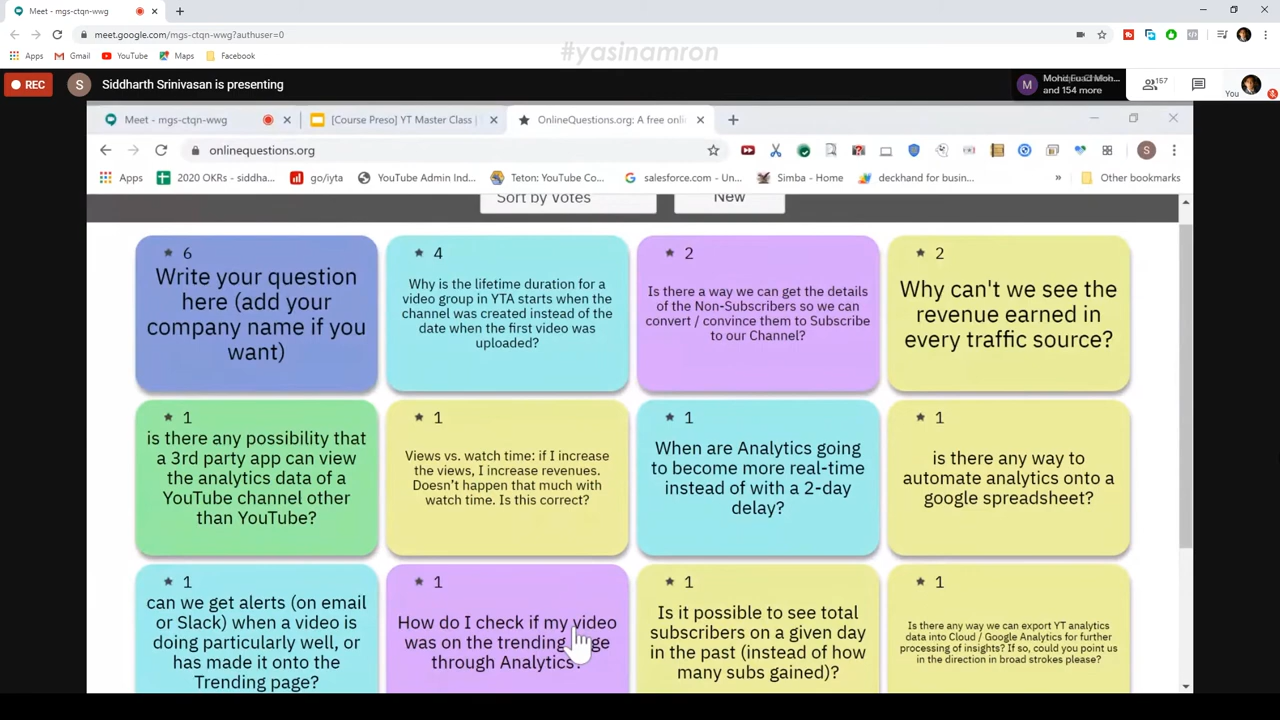 Meet - mgs-ctqn-wwg
meet.google.com/mgs-ctqn-wwg?authuser=0
Apps
Gmail
YouTube
Maps
Facebook
#yasinamron
REC
S
Siddharth Srinivasan is presenting
M
and 154 more
157
You
Meet - mgs-ctqn-wwg
[Course Preso] YT Master Class |
OnlineQuestions.org: A free onli
onlinequestions.org
S
Apps
2020 OKRs - siddha...
go/iyta
YouTube Admin Ind...
Teton: YouTube Co...
salesforce.com - Un...
Simba - Home
deckhand for busin...
»
Other bookmarks
Sort by Votes
New
6
Write your question
here (add your
company name if you
want)
4
Why is the lifetime duration for a
video group in YTA starts when the
channel was created instead of the
date when the first video was
uploaded?
2
Is there a way we can get the details
of the Non-Subscribers so we can
convert / convince them to Subscribe
to our Channel?
2
Why can't we see the
revenue earned in
every traffic source?
1
is there any possibility that
a 3rd party app can view
the analytics data of a
YouTube channel other
than YouTube?
1
Views vs. watch time: if I increase
the views, I increase revenues.
Doesn't happen that much with
watch time. Is this correct?
1
When are Analytics going
to become more real-time
instead of with a 2-day
delay?
1
is there any way to
automate analytics onto a
google spreadsheet?
1
can we get alerts (on email
or Slack) when a video is
doing particularly well, or
has made it onto the
Trending page?
1
How do I check if my video
was on the trending page
through Analytics?
1
Is it possible to see total
subscribers on a given day
in the past (instead of how
many subs gained)?
1
Is there any way we can export YT analytics
data into Cloud / Google Analytics for further
processing of insights? If so, could you point us
in the direction in broad strokes please?